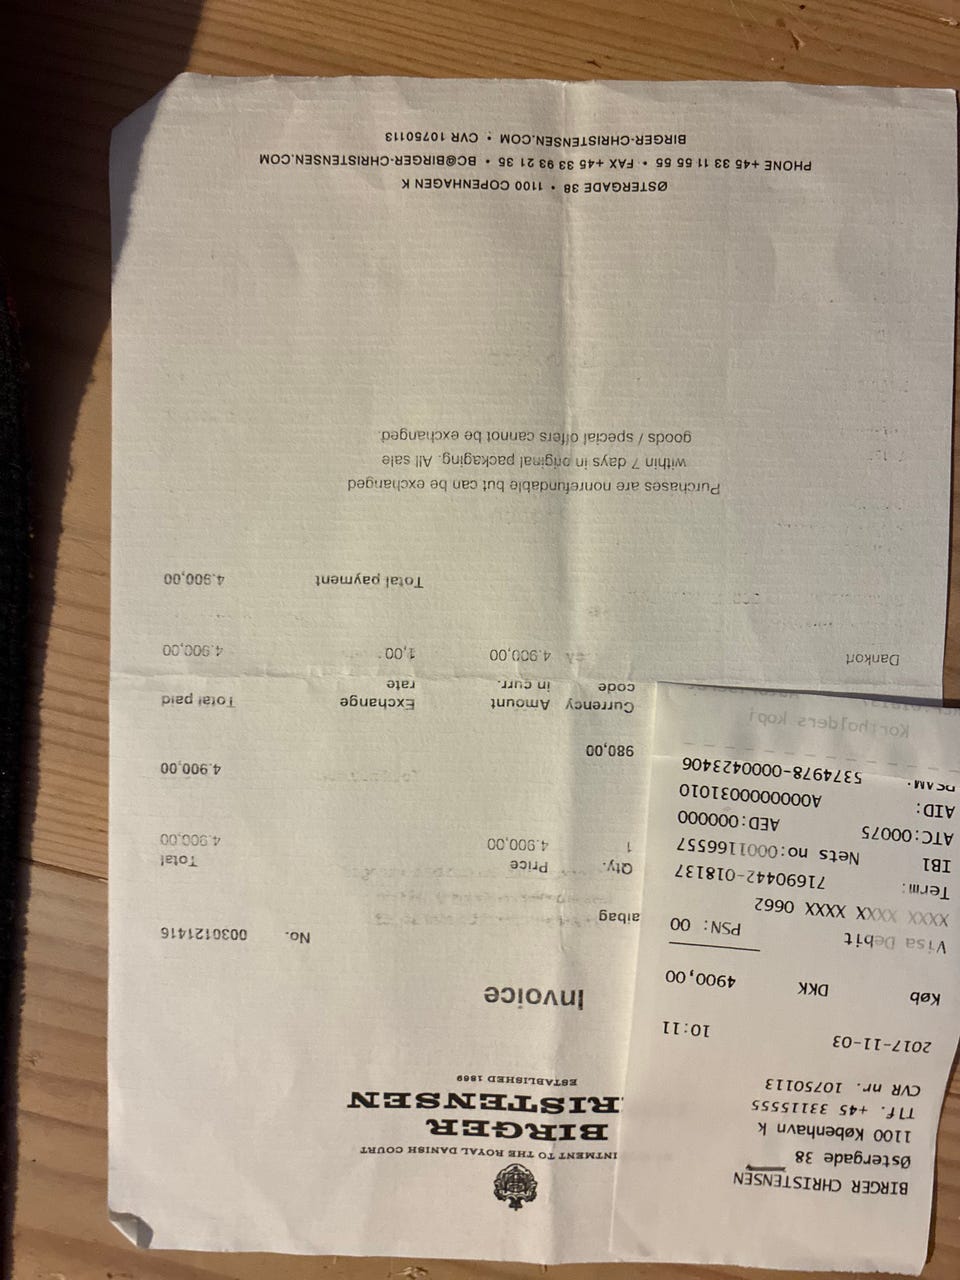 INTMENT TO THE ROYAL DANISH COURT
BIRGER
RISTENSEN
ESTABLISHED 1869
Invoice
No. 0030121416
aibag
Qty. Price Total
1 4.900,00 4.900,00
4.900,00
980,00
Currency code Amount in curr. Exchange rate Total paid
Dankort 4.900,00 1,00 4.900,00
Total payment 4.900,00
Purchases are nonrefundable but can be exchanged
within 7 days in original packaging. All sale
goods / special offers cannot be exchanged.
ØSTERGADE 38 • 1100 COPENHAGEN K
PHONE +45 33 11 55 55 • FAX +45 33 93 21 35 • BC@BIRGER-CHRISTENSEN.COM
BIRGER-CHRISTENSEN.COM • CVR 10750113
BIRGER CHRISTENSEN
Østergade 38
1100 København k
Tlf. +45 33115555
CVR nr. 10750113
2017-11-03 10:11
Køb DKK 4900,00
Visa Debit PSN: 00
XXXX XXXX XXXX 0662
Term: 71690442-018137
IB1 Nets no:0001166557
ATC:00075 AED:000000
AID: A0000000031010
PSAM: 5374978-0000423406
Kortholders kopi